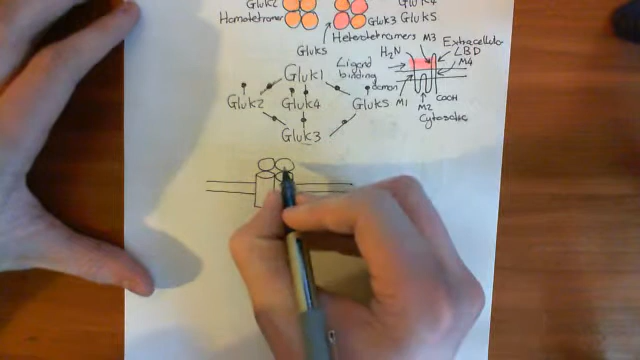 Gluk2
Homotetramer
Gluk3
Gluk4
Gluk5
Heterotetramers
Gluk5
H₂N
M3
Extracellular
LBD
M4
Ligand
binding
domain
M1
M2
COOH
Cytosolic
Gluk1
Gluk2
Gluk4
Gluk5
Gluk3